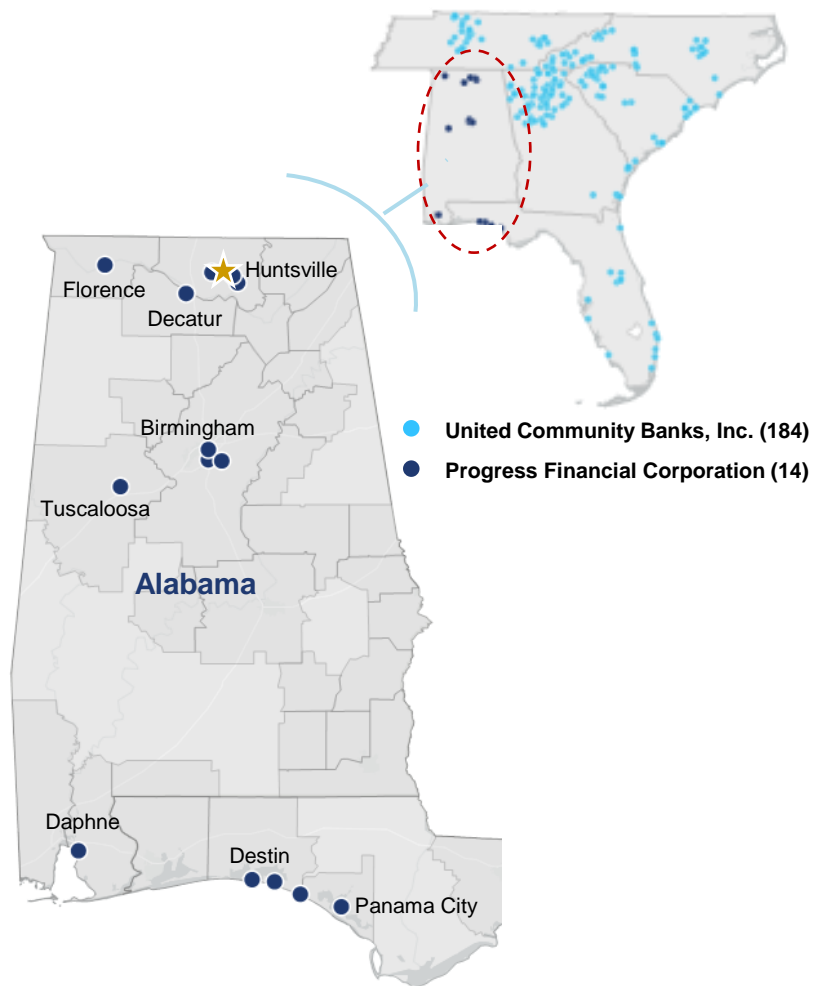 Huntsville
Florence
Decatur
Birmingham
United Community Banks, Inc. (184)
Progress Financial Corporation (14)
Tuscaloosa
Alabama
Daphne
Destin
Panama City